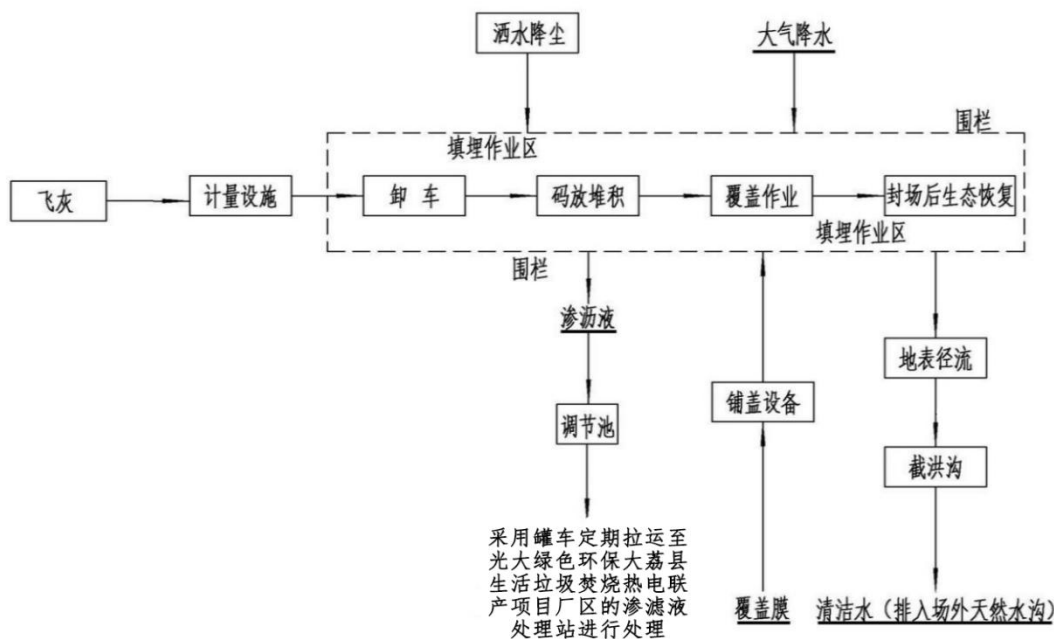 洒水降尘
大气降水
围栏
填埋作业区
飞灰
计量设施
卸 车
码放堆积
覆盖作业
封场后生态恢复
填埋作业区
围栏
渗沥液
地表径流
铺盖设备
调节池
截洪沟
采用罐车定期拉运至
光大绿色环保大荔县
生活垃圾焚烧热电联
产项目厂区的渗滤液
处理站进行处理
覆盖膜
清洁水（排入场外天然水沟）